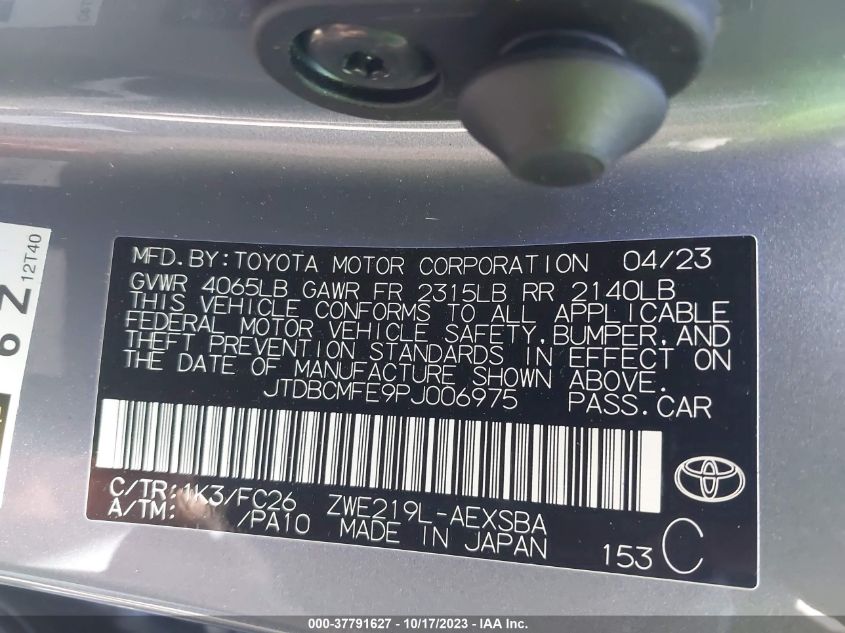 MFD.BY:TOYOTA MOTOR CORPORATION 04/23
GVWR 4065LB GAWR FR 2315LB RR 2140LB
THIS VEHICLE CONFORMS TO ALL APPLICABLE
FEDERAL MOTOR VEHICLE SAFETY,BUMPER,AND
THEFT PREVENTION STANDARDS IN EFFECT ON
THE DATE OF MANUFACTURE SHOWN ABOVE.
JTDBCMFE9PJ006975 PASS.CAR
C/TR:1K3/FC26 ZWE219L-AEXSBA
A/TM: /PA10 MADE IN JAPAN
153 C
12T40
000-37791627 - 10/17/2023 - IAA Inc.